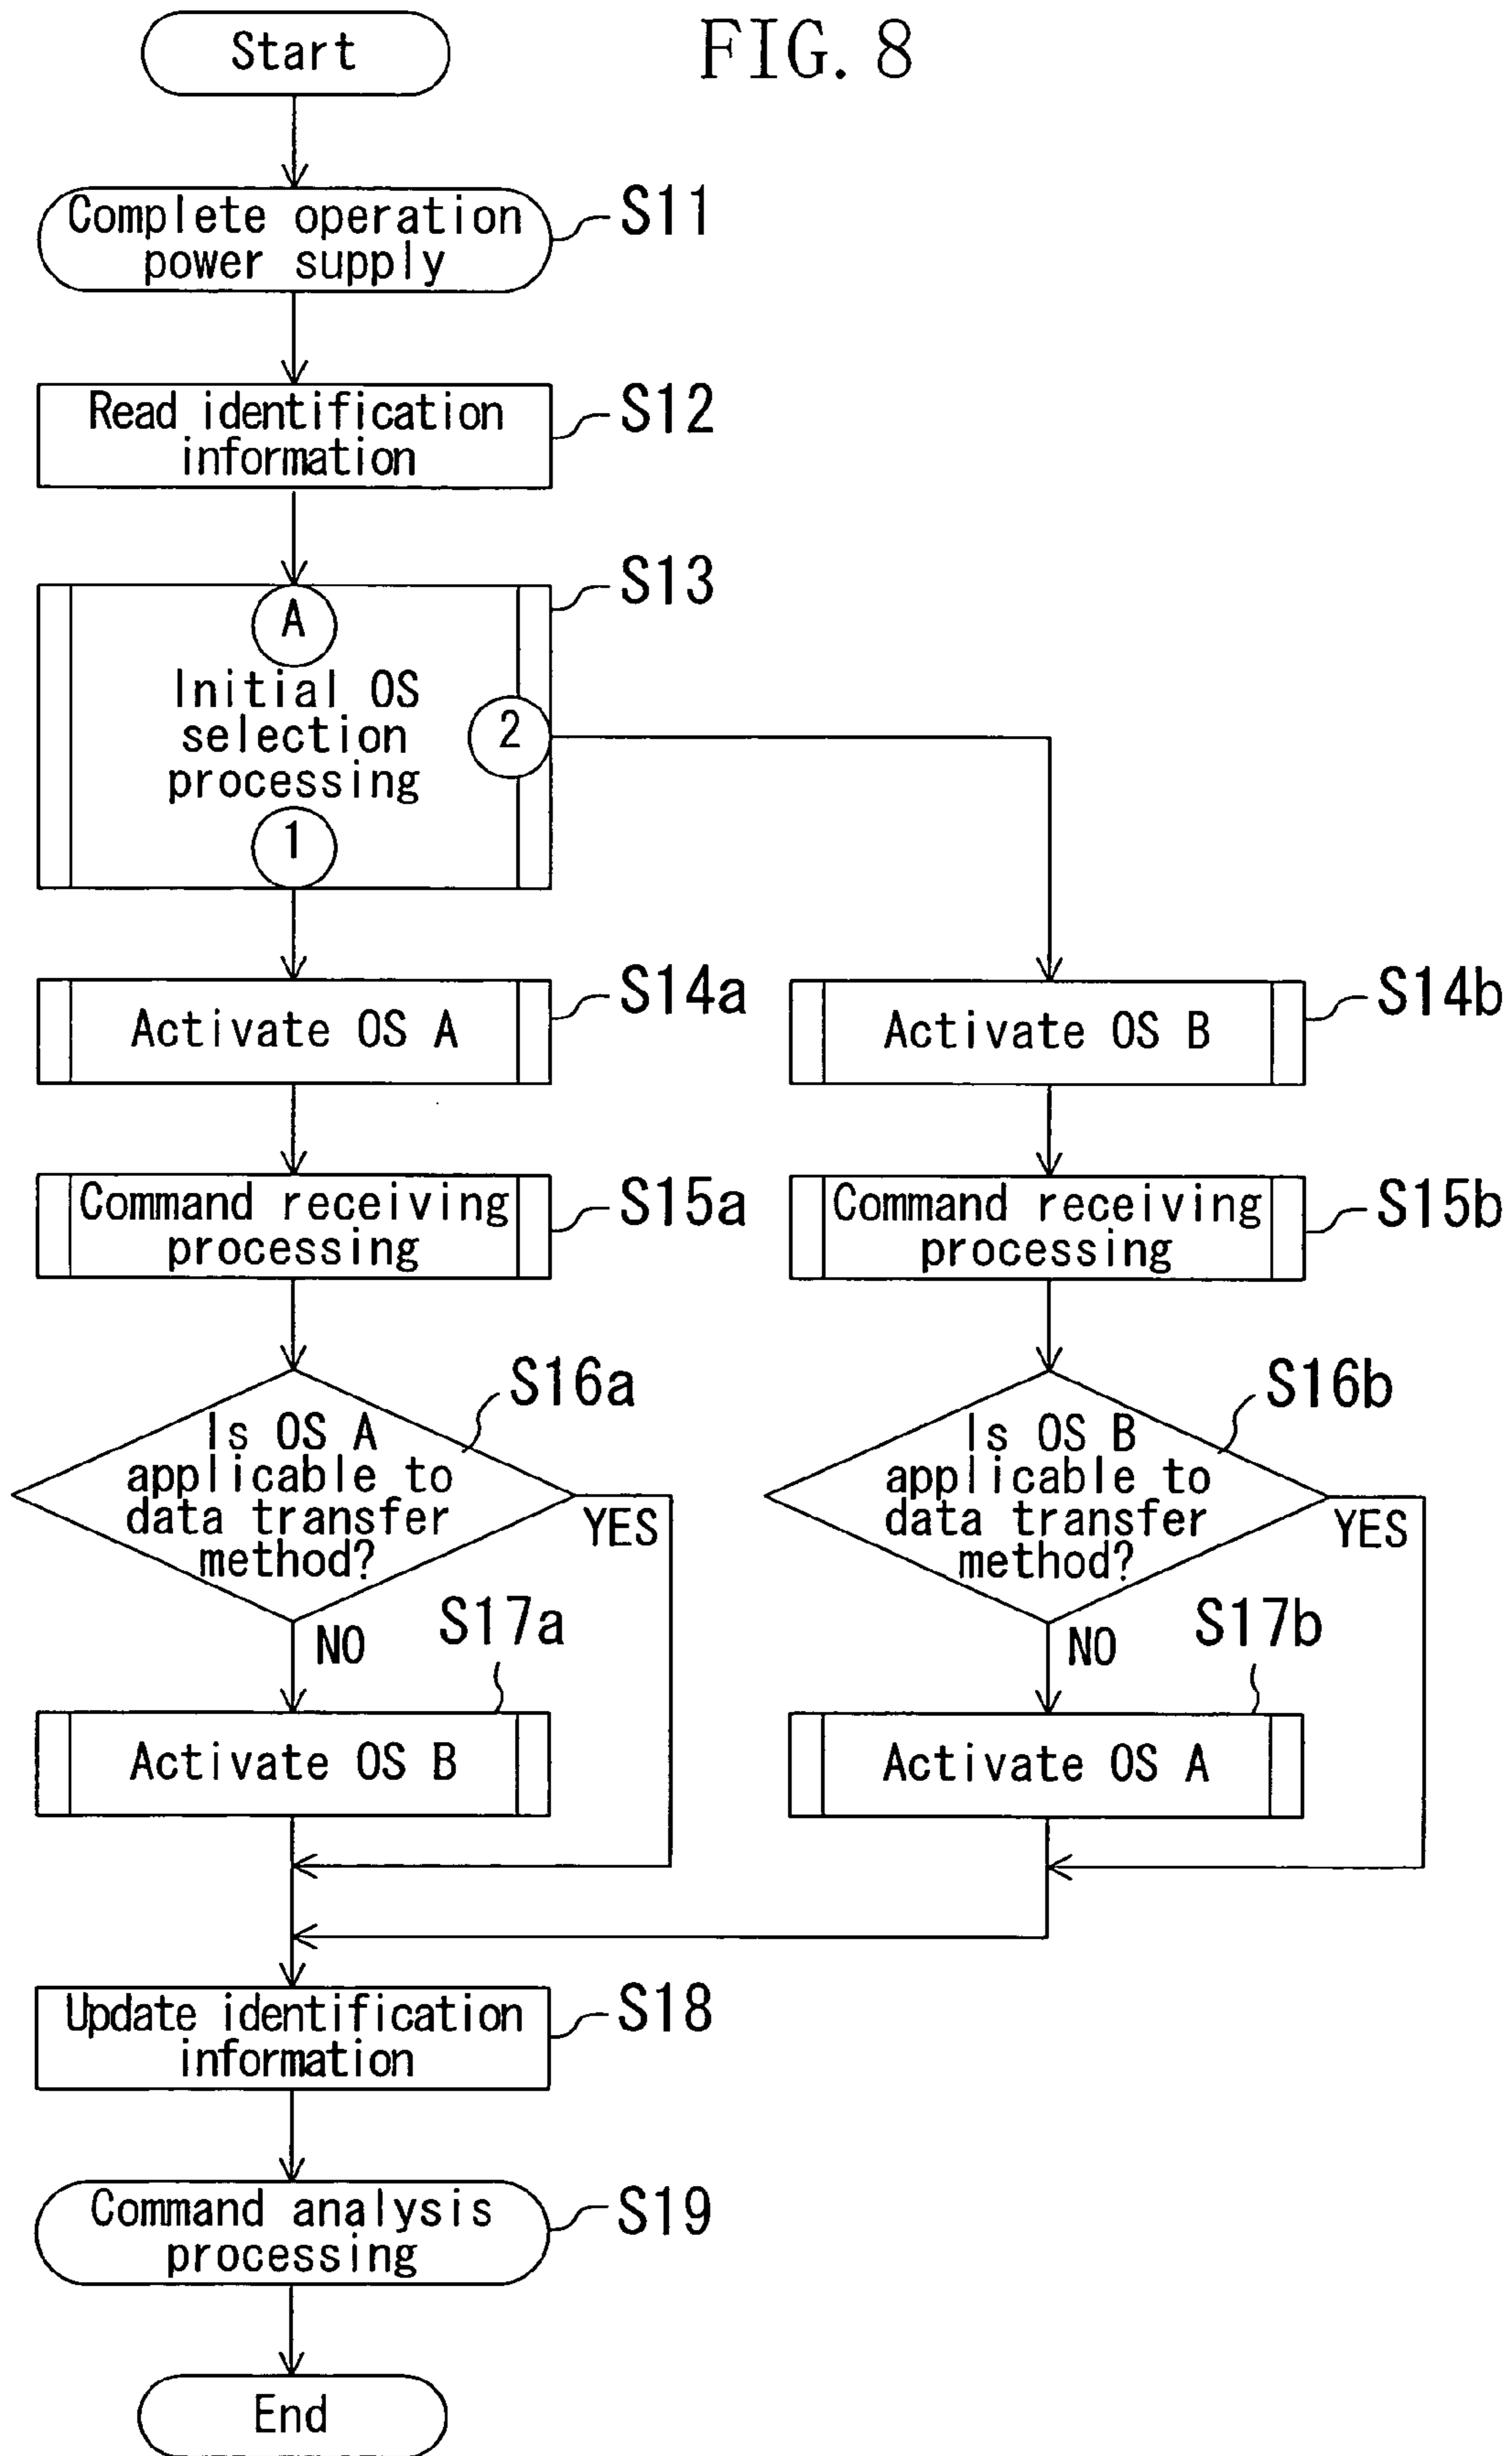 FIG. 8
Start
Complete operation
power supply
S11
Read identification
information
S12
S13
A
Initial OS
selection
processing
2
1
Activate OS A
S14a
Activate OS B
S14b
Command receiving
processing
S15a
Command receiving
processing
S15b
S16a
Is OS A
applicable to
data transfer
method?
YES
NO
S16b
Is OS B
applicable to
data transfer
method?
YES
NO
S17a
Activate OS B
S17b
Activate OS A
Update identification
information
S18
Command analysis
processing
S19
End